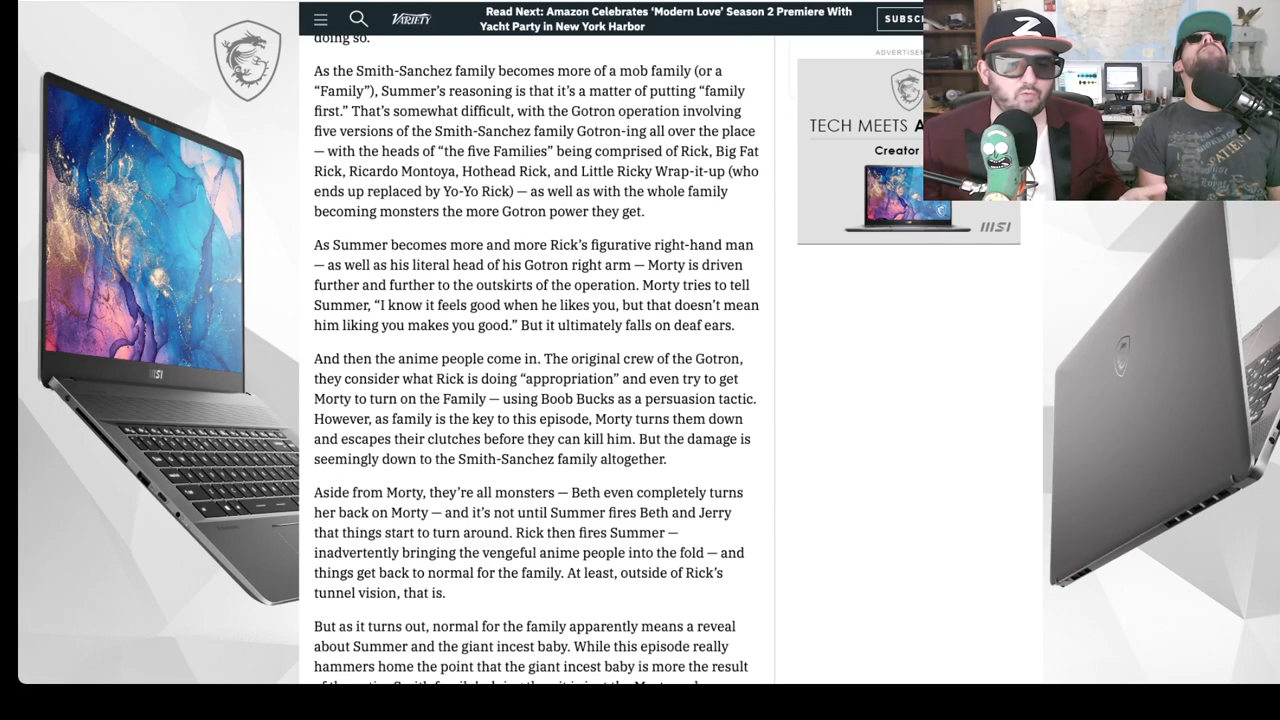 Read Next: Amazon Celebrates ‘Modern Love’ Season 2 Premiere With
VARIETY
Yacht Party in New York Harbor
doing so.
As the Smith-Sanchez family becomes more of a mob family (or a
“Family”), Summer’s reasoning is that it’s a matter of putting “family
first.” That’s somewhat difficult, with the Gotron operation involving
five versions of the Smith-Sanchez family Gotron-ing all over the place
— with the heads of “the five Families” being comprised of Rick, Big Fat
Rick, Ricardo Montoya, Hothead Rick, and Little Ricky Wrap-it-up (who
ends up replaced by Yo-Yo Rick) — as well as with the whole family
becoming monsters the more Gotron power they get.
As Summer becomes more and more Rick’s figurative right-hand man
— as well as his literal head of his Gotron right arm — Morty is driven
further and further to the outskirts of the operation. Morty tries to tell
Summer, “I know it feels good when he likes you, but that doesn’t mean
him liking you makes you good.” But it ultimately falls on deaf ears.
And then the anime people come in. The original crew of the Gotron,
they consider what Rick is doing “appropriation” and even try to get
Morty to turn on the Family — using Boob Bucks as a persuasion tactic.
However, as family is the key to this episode, Morty turns them down
and escapes their clutches before they can kill him. But the damage is
seemingly down to the Smith-Sanchez family altogether.
Aside from Morty, they’re all monsters — Beth even completely turns
her back on Morty — and it’s not until Summer fires Beth and Jerry
that things start to turn around. Rick then fires Summer —
inadvertently bringing the vengeful anime people into the fold — and
things get back to normal for the family. At least, outside of Rick’s
tunnel vision, that is.
But as it turns out, normal for the family apparently means a reveal
about Summer and the giant incest baby. While this episode really
hammers home the point that the giant incest baby is more the result
SUBSC
ADVERTISE
TECH MEETS A
Creator
msi
msi
Z
PATIENT